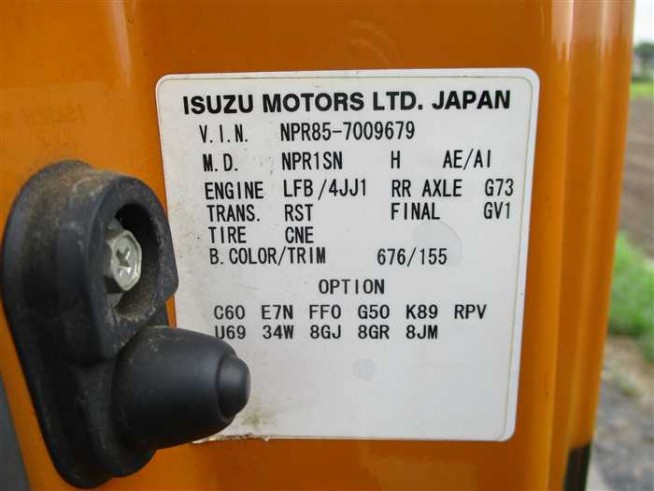 ISUZU MOTORS LTD. JAPAN
V.I.N. NPR85-7009679
M.D. NPR1SN H AE/AI
ENGINE LFB/4JJ1 RR AXLE G73
TRANS. RST FINAL GV1
TIRE CNE
B. COLOR/TRIM 676/155
OPTION
C60 E7N FF0 G50 K89 RPV
U69 34W 8GJ 8GR 8JM